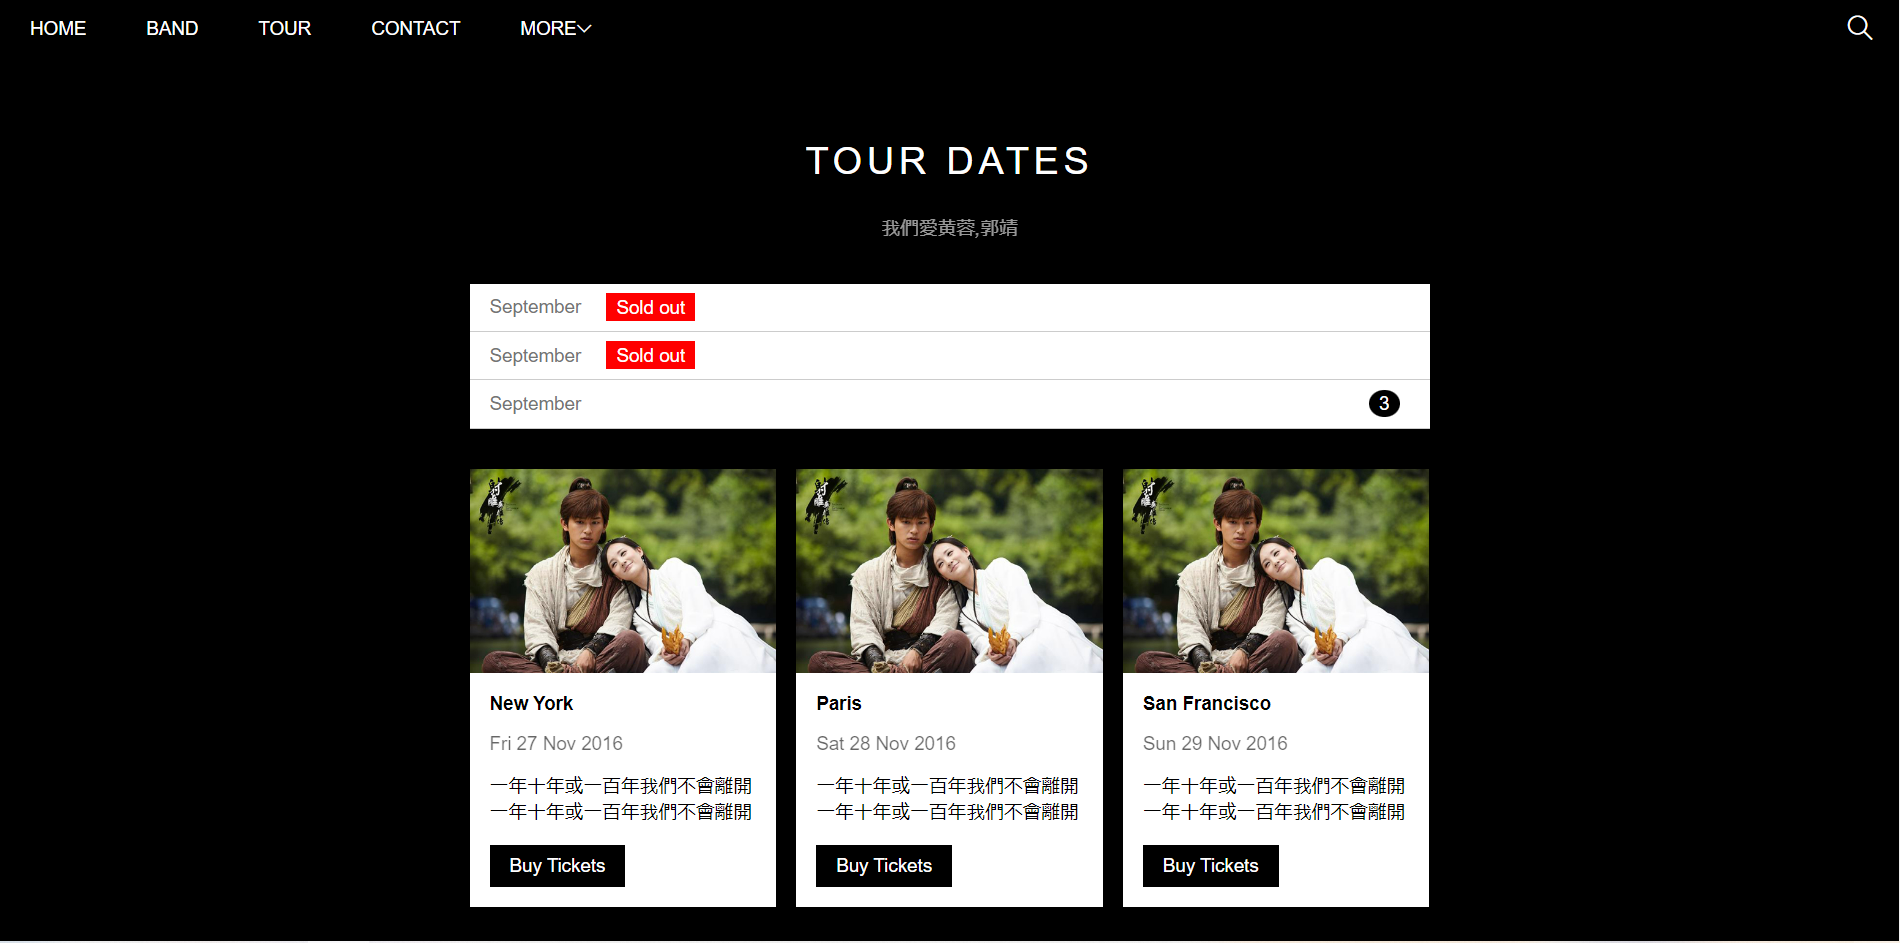 HOME BAND TOUR CONTACT MORE
TOUR DATES
我們愛黃蓉,郭靖
September Sold out
September Sold out
September 3
New York
Fri 27 Nov 2016
一年十年或一百年我們不會離開
一年十年或一百年我們不會離開
Buy Tickets
Paris
Sat 28 Nov 2016
一年十年或一百年我們不會離開
一年十年或一百年我們不會離開
Buy Tickets
San Francisco
Sun 29 Nov 2016
一年十年或一百年我們不會離開
一年十年或一百年我們不會離開
Buy Tickets